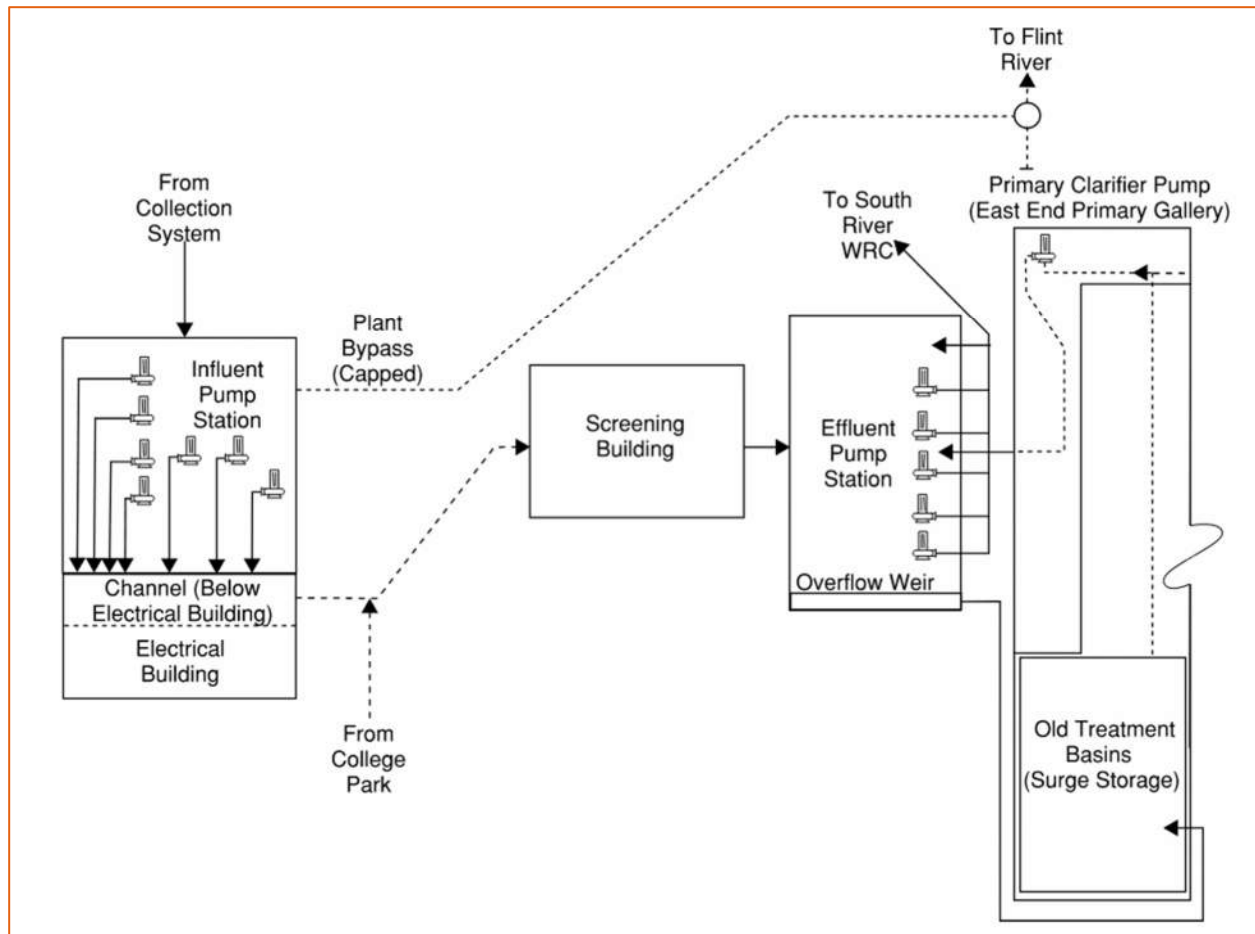 To Flint
River
From
Collection
System
Primary Clarifier Pump
(East End Primary Gallery)
To South
River
WRC
Plant
Bypass
(Capped)
Influent
Pump
Station
Screening
Building
Effluent
Pump
Station
Overflow Weir
Channel (Below
Electrical Building)
Electrical
Building
From
College
Park
Old Treatment
Basins
(Surge Storage)